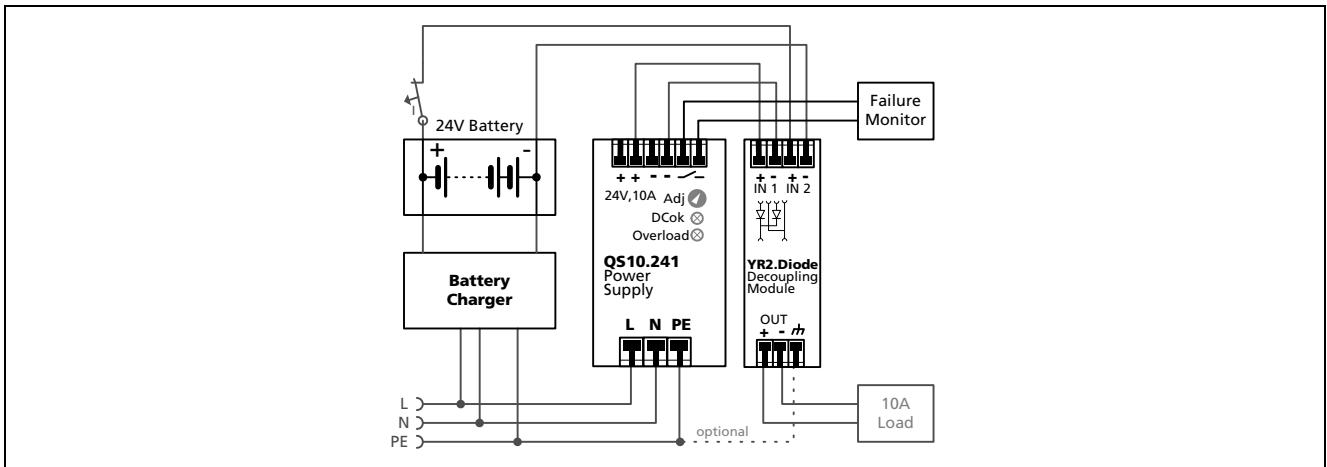 24V Battery
+ -
Battery
Charger
+ + - -
24V,10A Adj
DCok
Overload
QS10.241
Power
Supply
L N PE
Failure
Monitor
+ - + -
IN 1 IN 2
YR2.Diode
Decoupling
Module
OUT
+ -
10A
Load
L
N
PE
optional